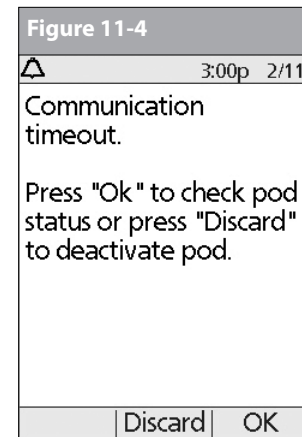 Figure 11-4
3:00p 2/11
Communication
timeout.
Press "Ok" to check pod
status or press "Discard"
to deactivate pod.
Discard OK